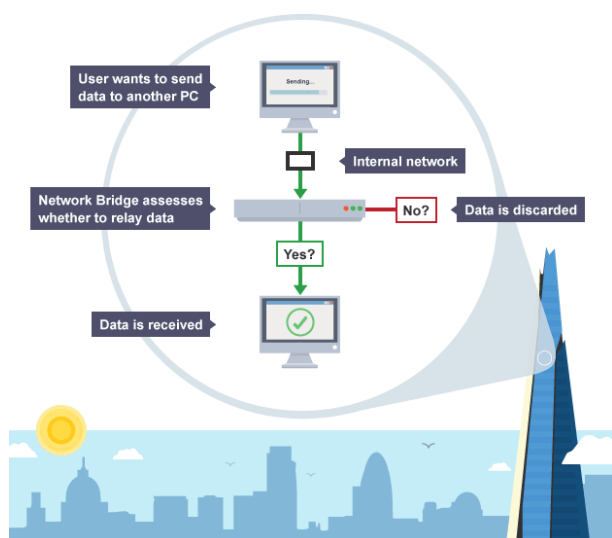 User wants to send
data to another PC
Sending...
Internal network
Network Bridge assesses
whether to relay data
No?
Data is discarded
Yes?
Data is received